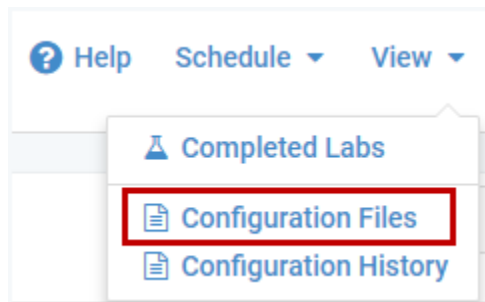 Help Schedule View
Completed Labs
Configuration Files
Configuration History